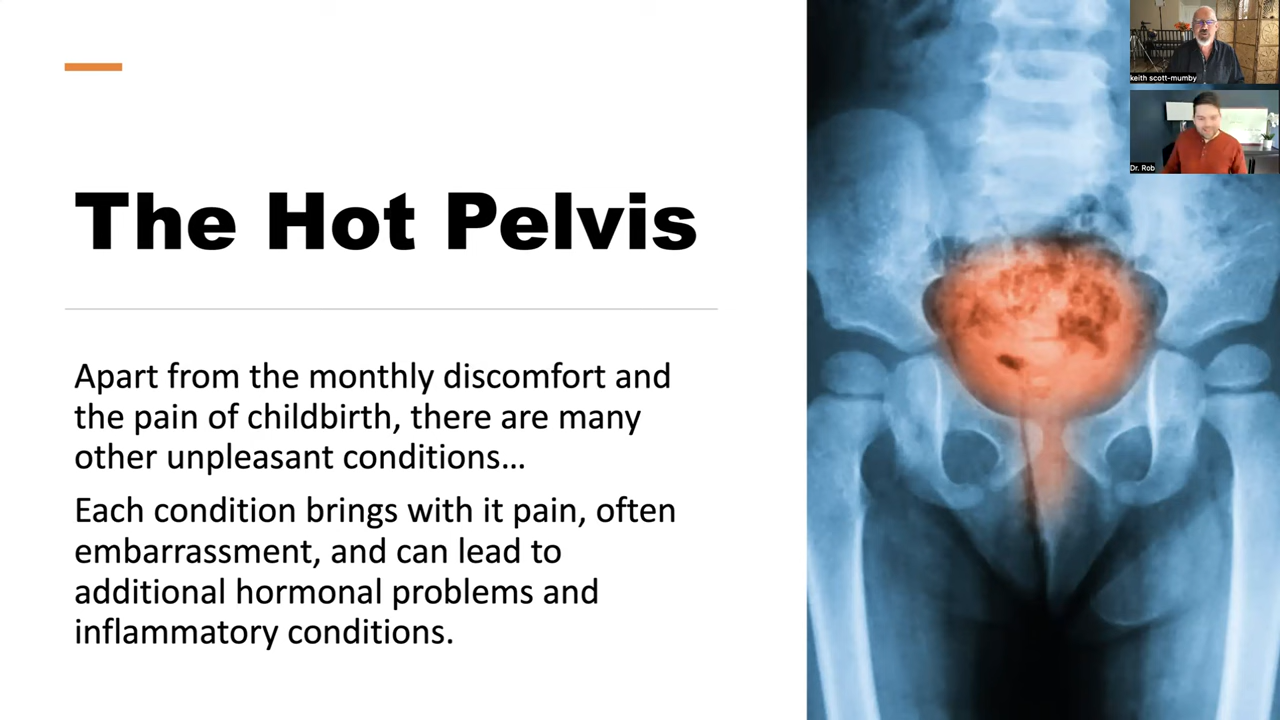 The Hot Pelvis
Apart from the monthly discomfort and
the pain of childbirth, there are many
other unpleasant conditions...
Each condition brings with it pain, often
embarrassment, and can lead to
additional hormonal problems and
inflammatory conditions.
keith scott-mumby
Dr. Rob